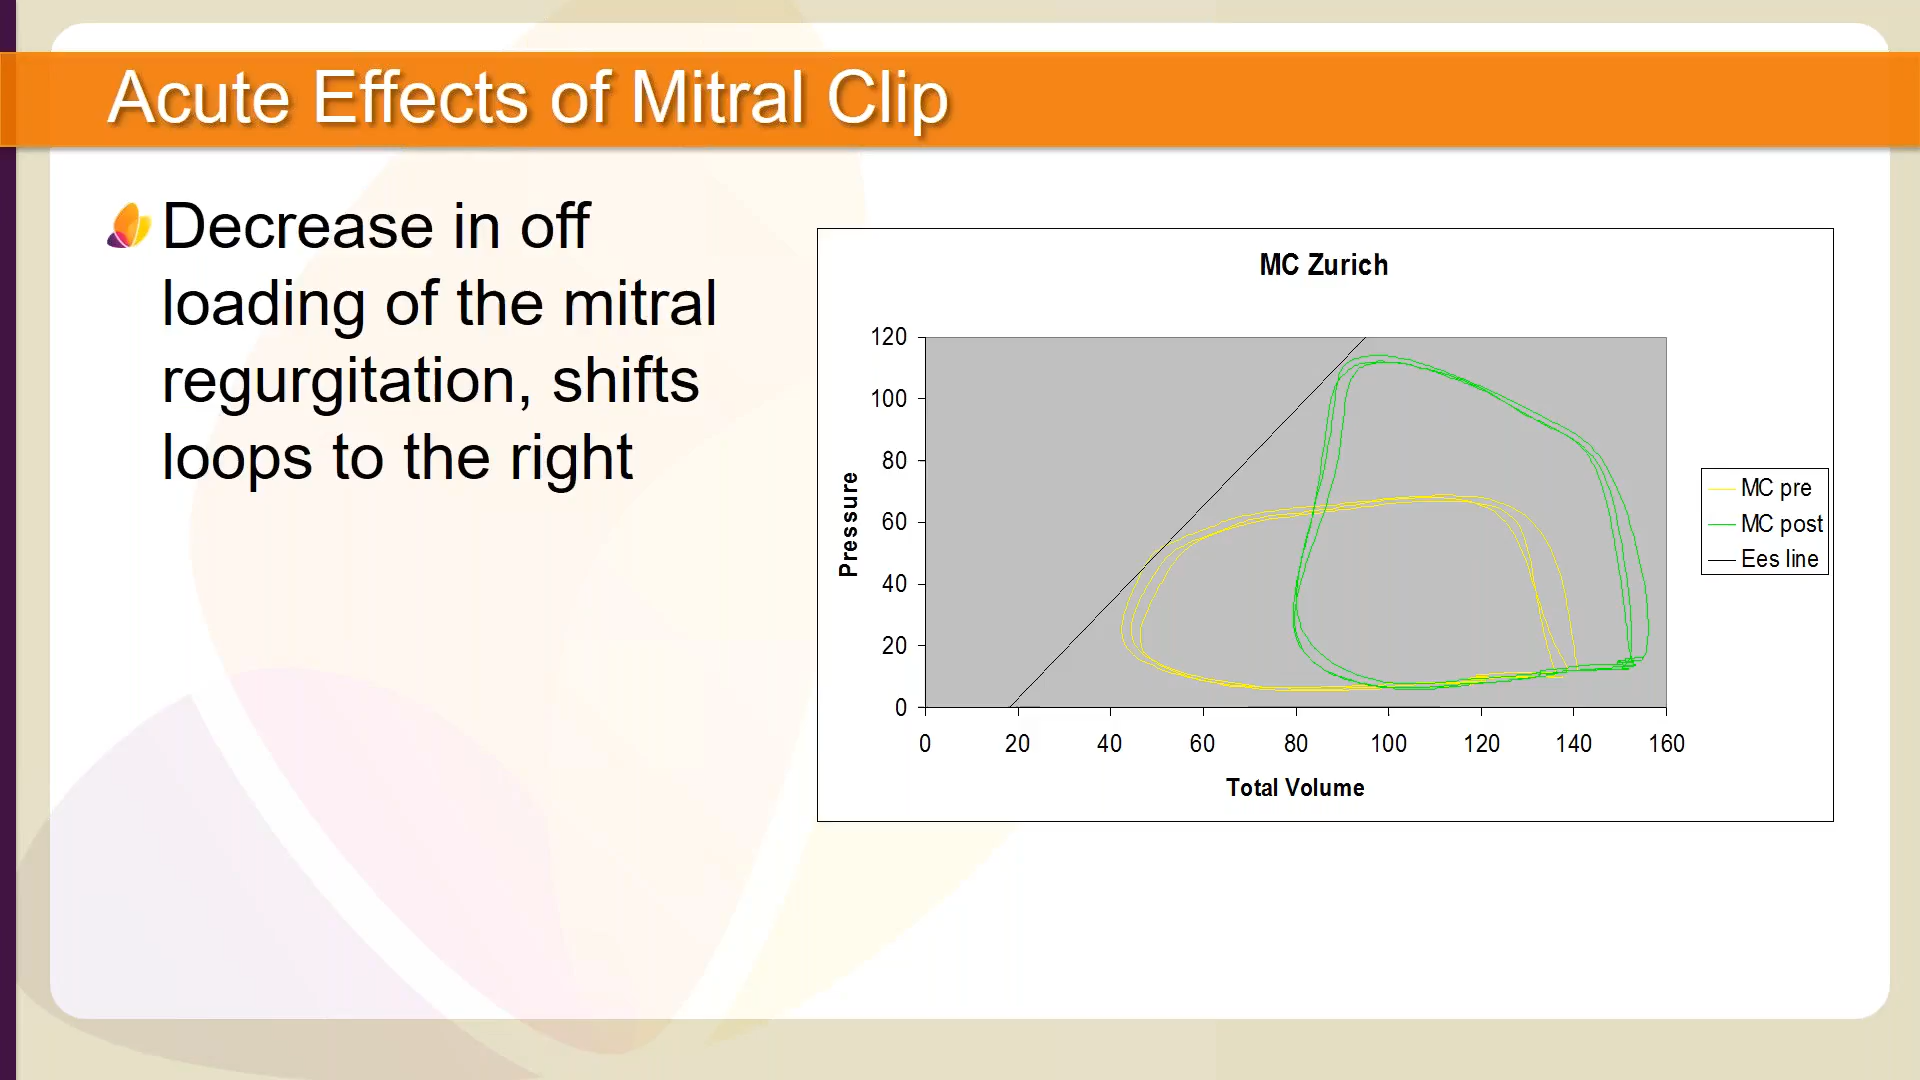 Acute Effects of Mitral Clip
Decrease in off
loading of the mitral
regurgitation, shifts
loops to the right
MC Zurich
120
100
80
60
40
20
0
Pressure
0 20 40 60 80 100 120 140 160
Total Volume
MC pre
MC post
Ees line